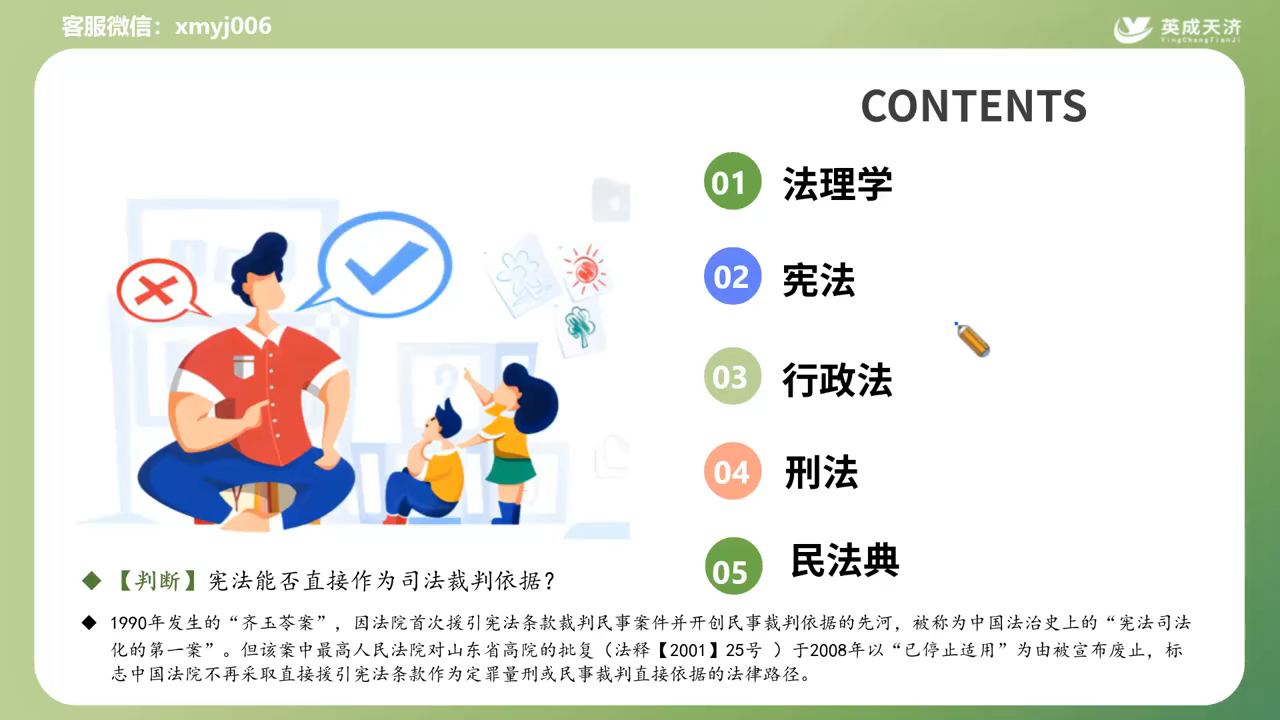 客服微信：xmyj006
英成天济
YingChengTianJi
CONTENTS
01 法理学
02 宪法
03 行政法
04 刑法
05 民法典
◆【判断】宪法能否直接作为司法裁判依据？
◆ 1990年发生的“齐玉苓案”，因法院首次援引宪法条款裁判民事案件并开创民事裁判依据的先河，被称为中国法治史上的“宪法司法
化的第一案”。但该案中最高人民法院对山东省高院的批复（法释【2001】25号 ）于2008年以“已停止适用”为由被宣布废止，标
志中国法院不再采取直接援引宪法条款作为定罪量刑或民事裁判直接依据的法律路径。